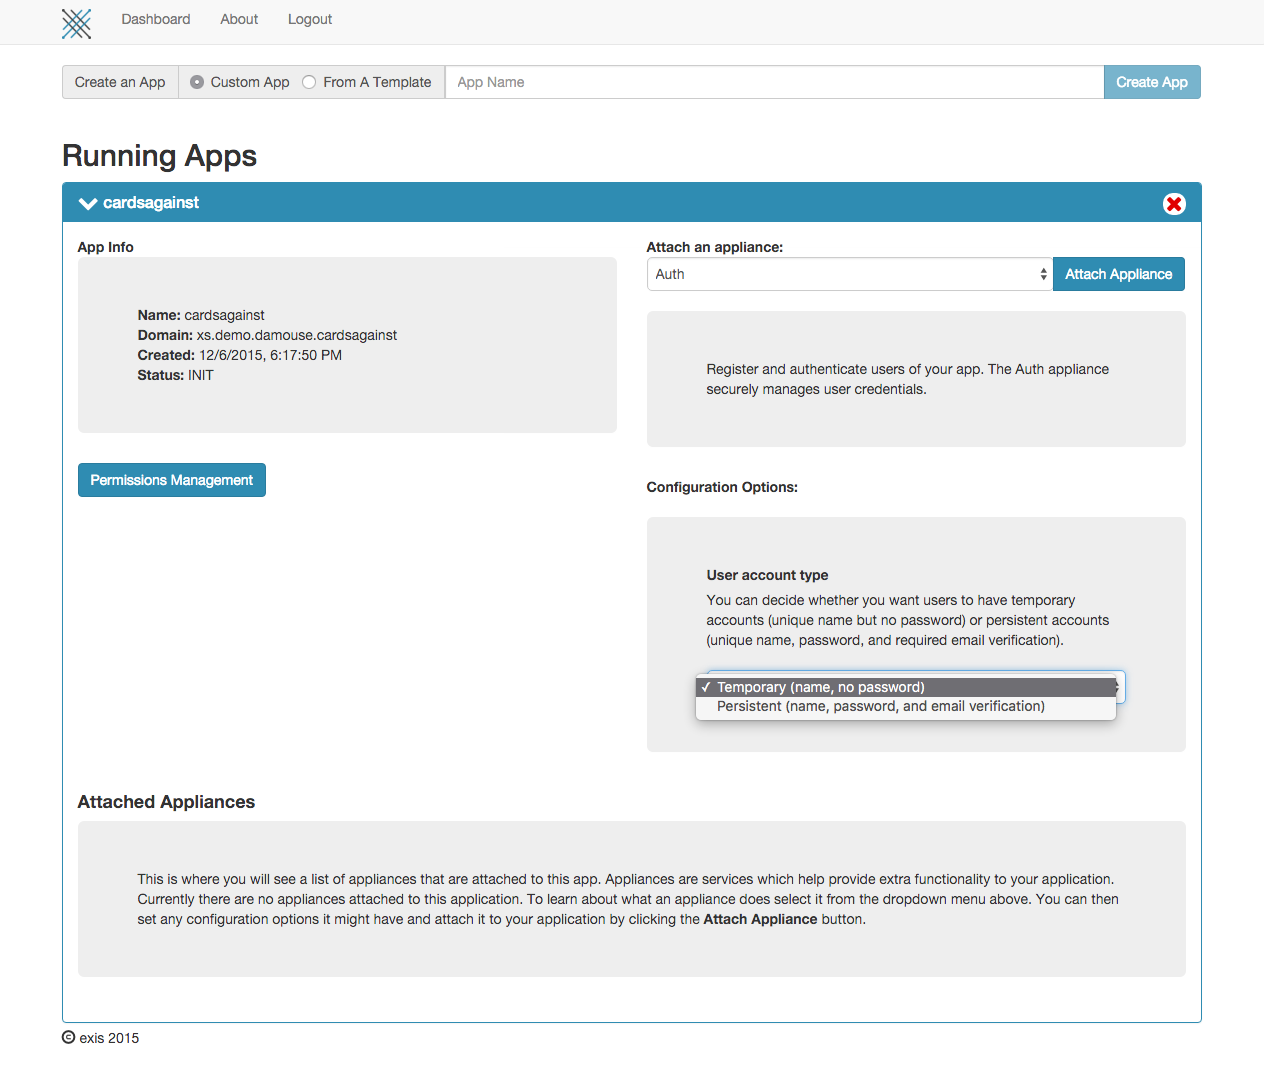 Dashboard About Logout
Create an App Custom App From A Template App Name Create App
Running Apps
cardsagainst
App Info
Name: cardsagainst
Domain: xs.demo.damouse.cardsagainst
Created: 12/6/2015, 6:17:50 PM
Status: INIT
Permissions Management
Attach an appliance:
Auth Attach Appliance
Register and authenticate users of your app. The Auth appliance
securely manages user credentials.
Configuration Options:
User account type
You can decide whether you want users to have temporary
accounts (unique name but no password) or persistent accounts
(unique name, password, and required email verification).
✓ Temporary (name, no password)
Persistent (name, password, and email verification)
Attached Appliances
This is where you will see a list of appliances that are attached to this app. Appliances are services which help provide extra functionality to your application.
Currently there are no appliances attached to this application. To learn about what an appliance does select it from the dropdown menu above. You can then
set any configuration options it might have and attach it to your application by clicking the Attach Appliance button.
© exis 2015